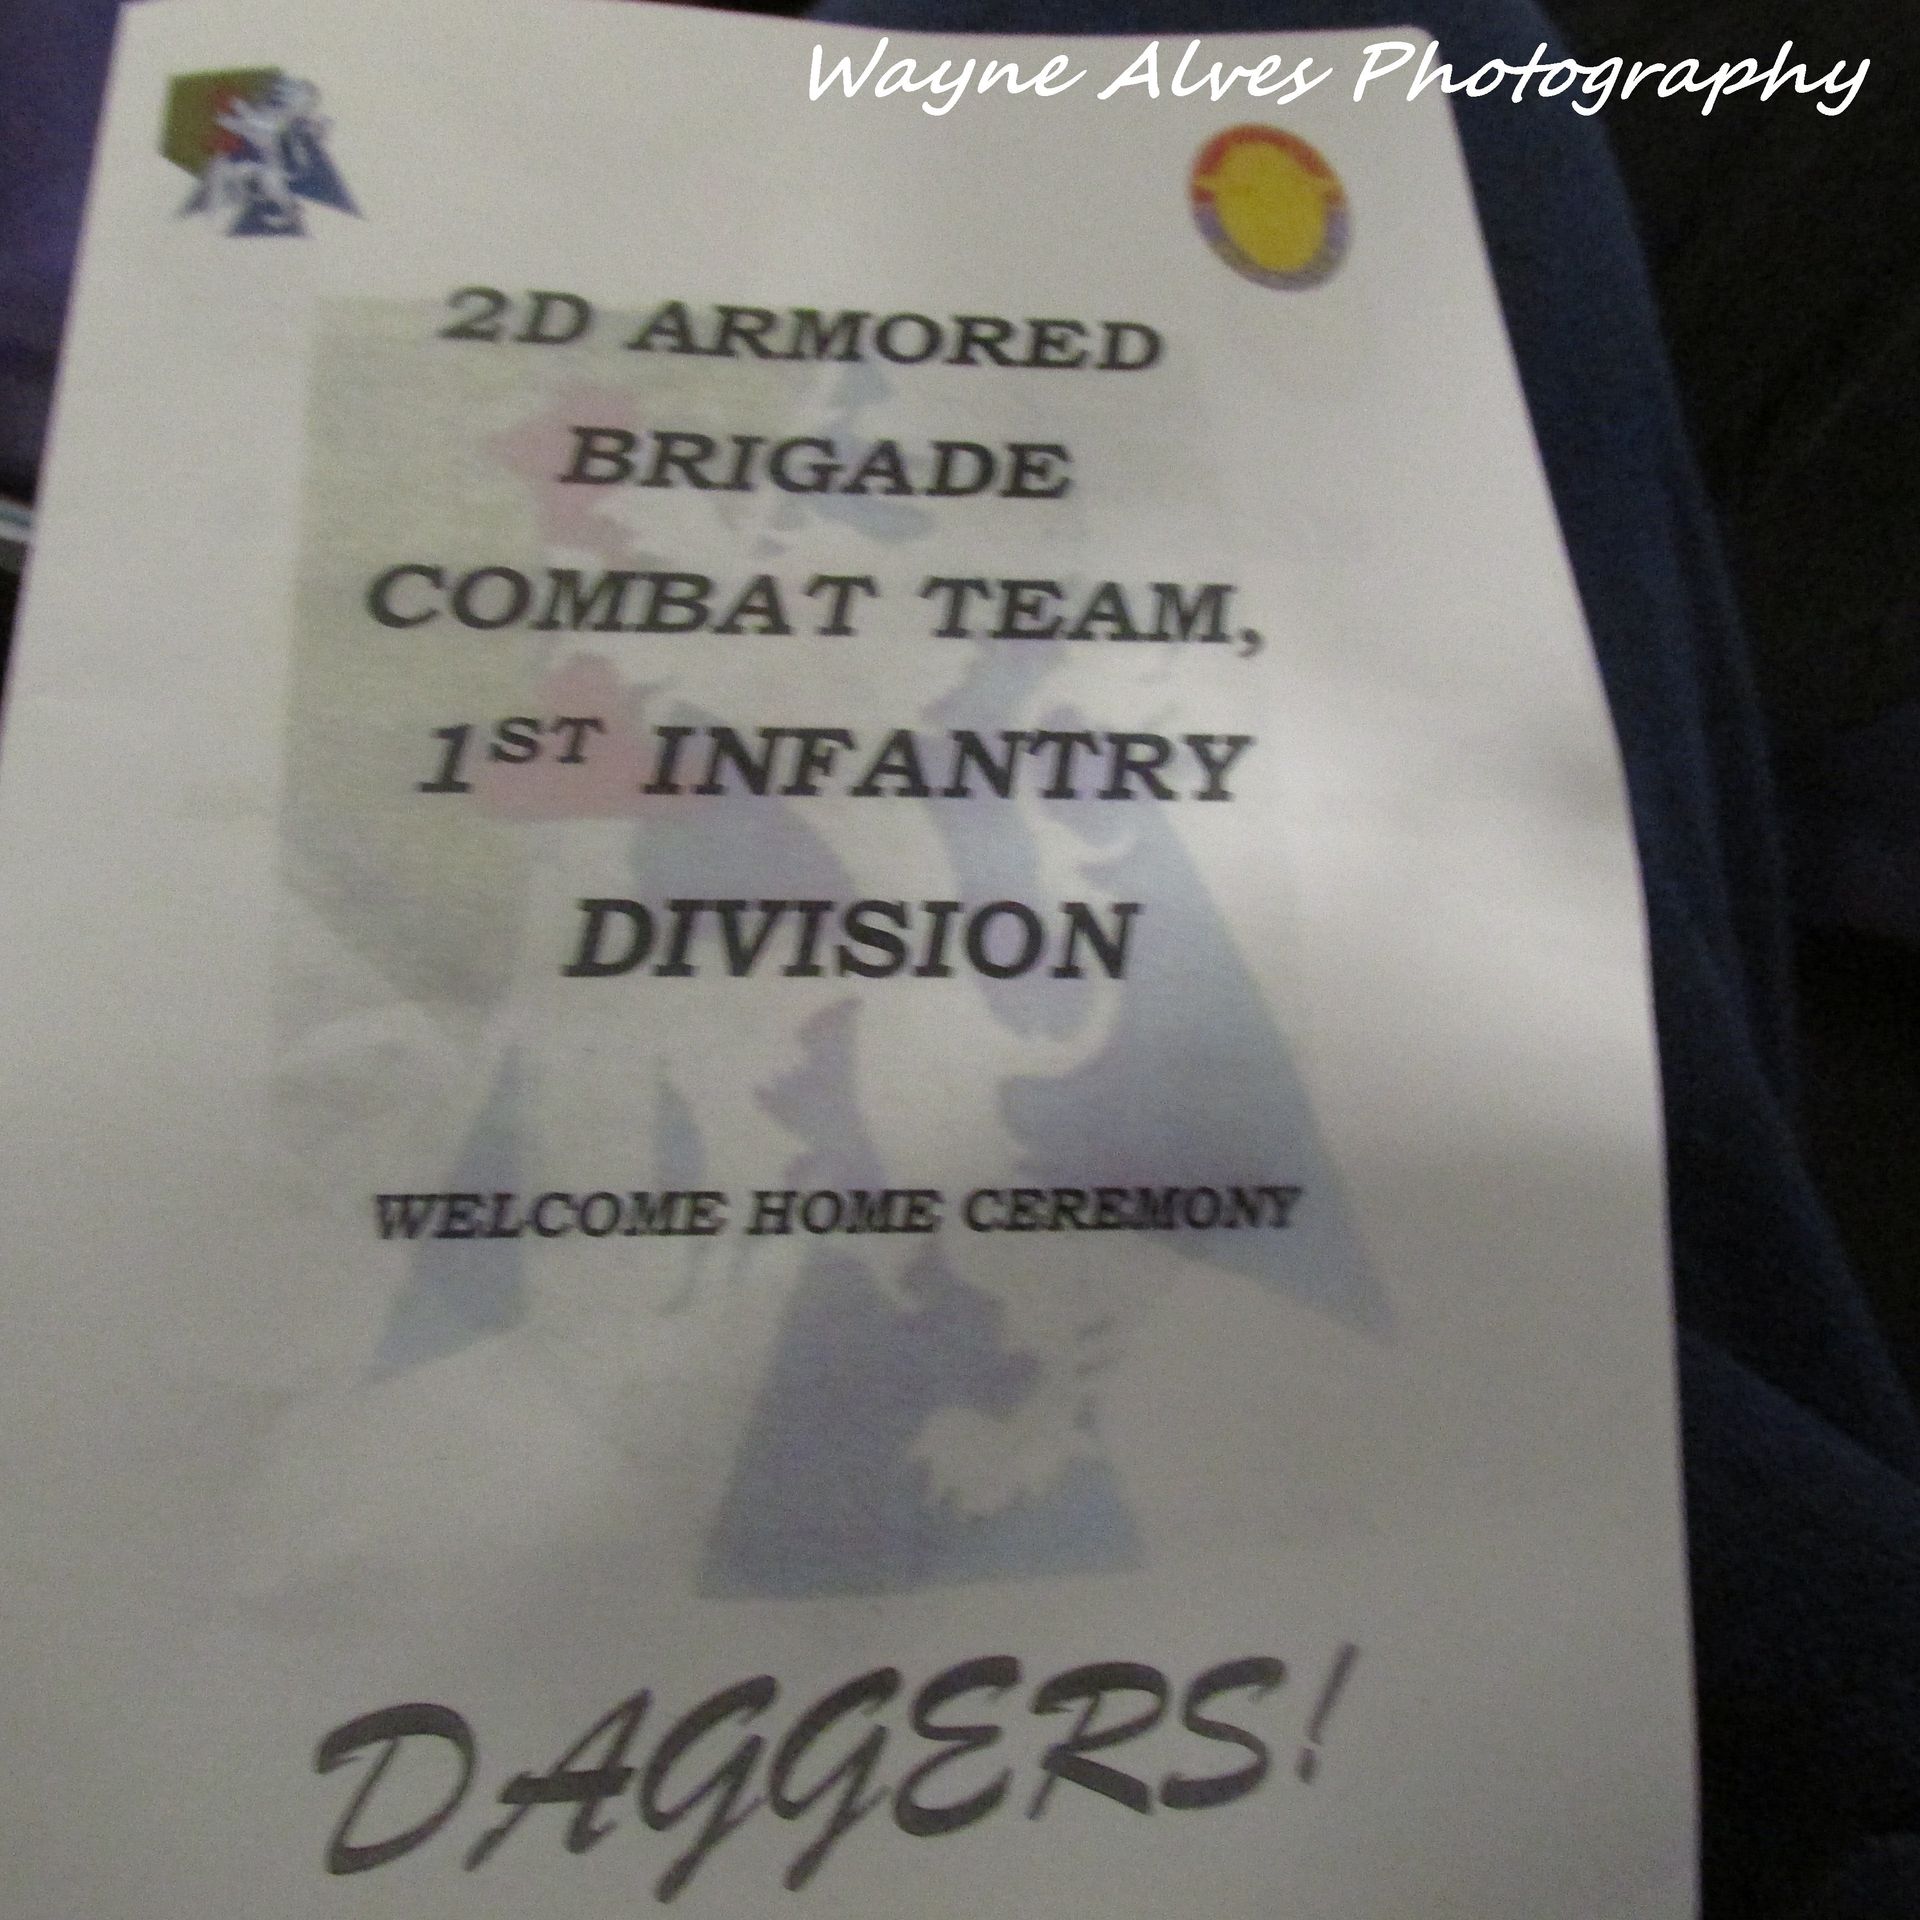 Wayne Alves Photography
2D ARMORED
BRIGADE
COMBAT TEAM,
1ST INFANTRY
DIVISION
WELCOME HOME CEREMONY
DAGGERS!